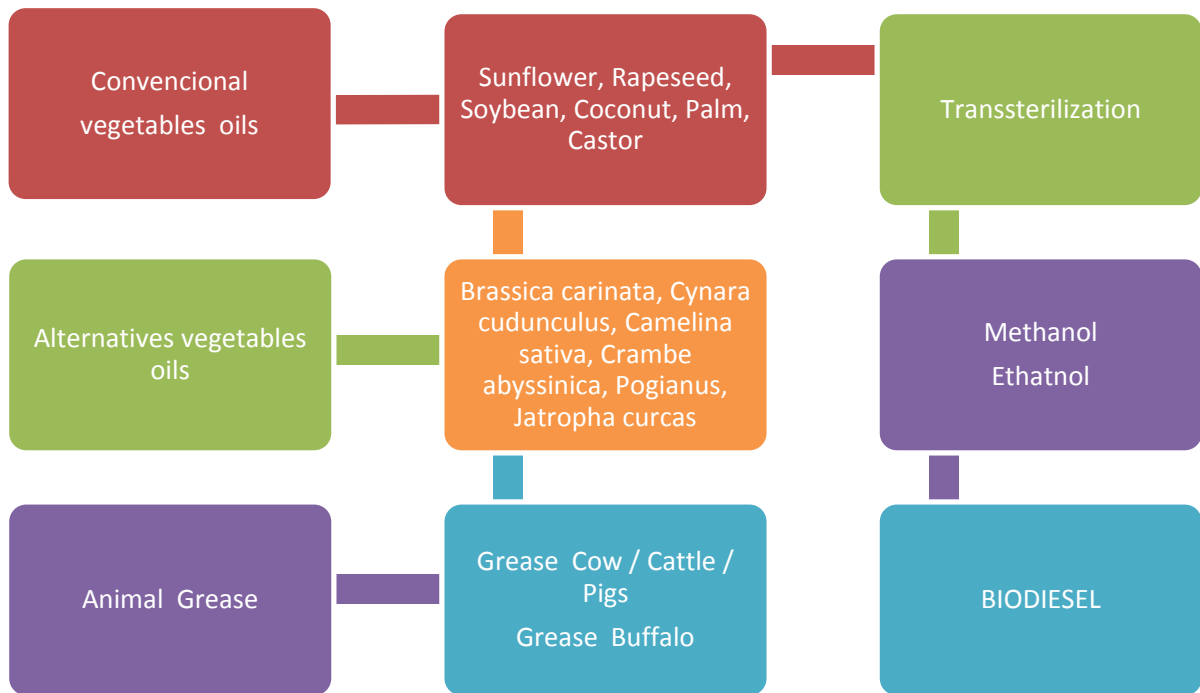 Convencional
vegetables oils
Sunflower, Rapeseed,
Soybean, Coconut, Palm,
Castor
Transsterilization
Alternatives vegetables
oils
Brassica carinata, Cynara
cudunculus, Camelina
sativa, Crambe
abyssinica, Pogianus,
Jatropha curcas
Methanol
Ethatnol
Animal Grease
Grease Cow / Cattle /
Pigs
Grease Buffalo
BIODIESEL